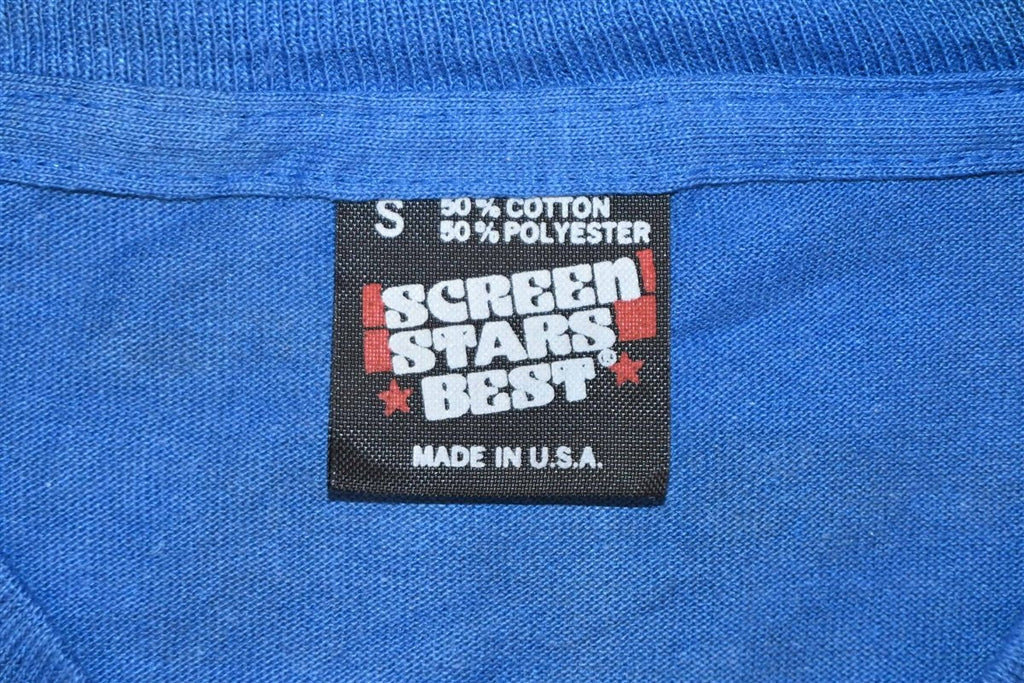 S 50% COTTON
50% POLYESTER
SCREEN
STARS
BEST®
MADE IN U.S.A.